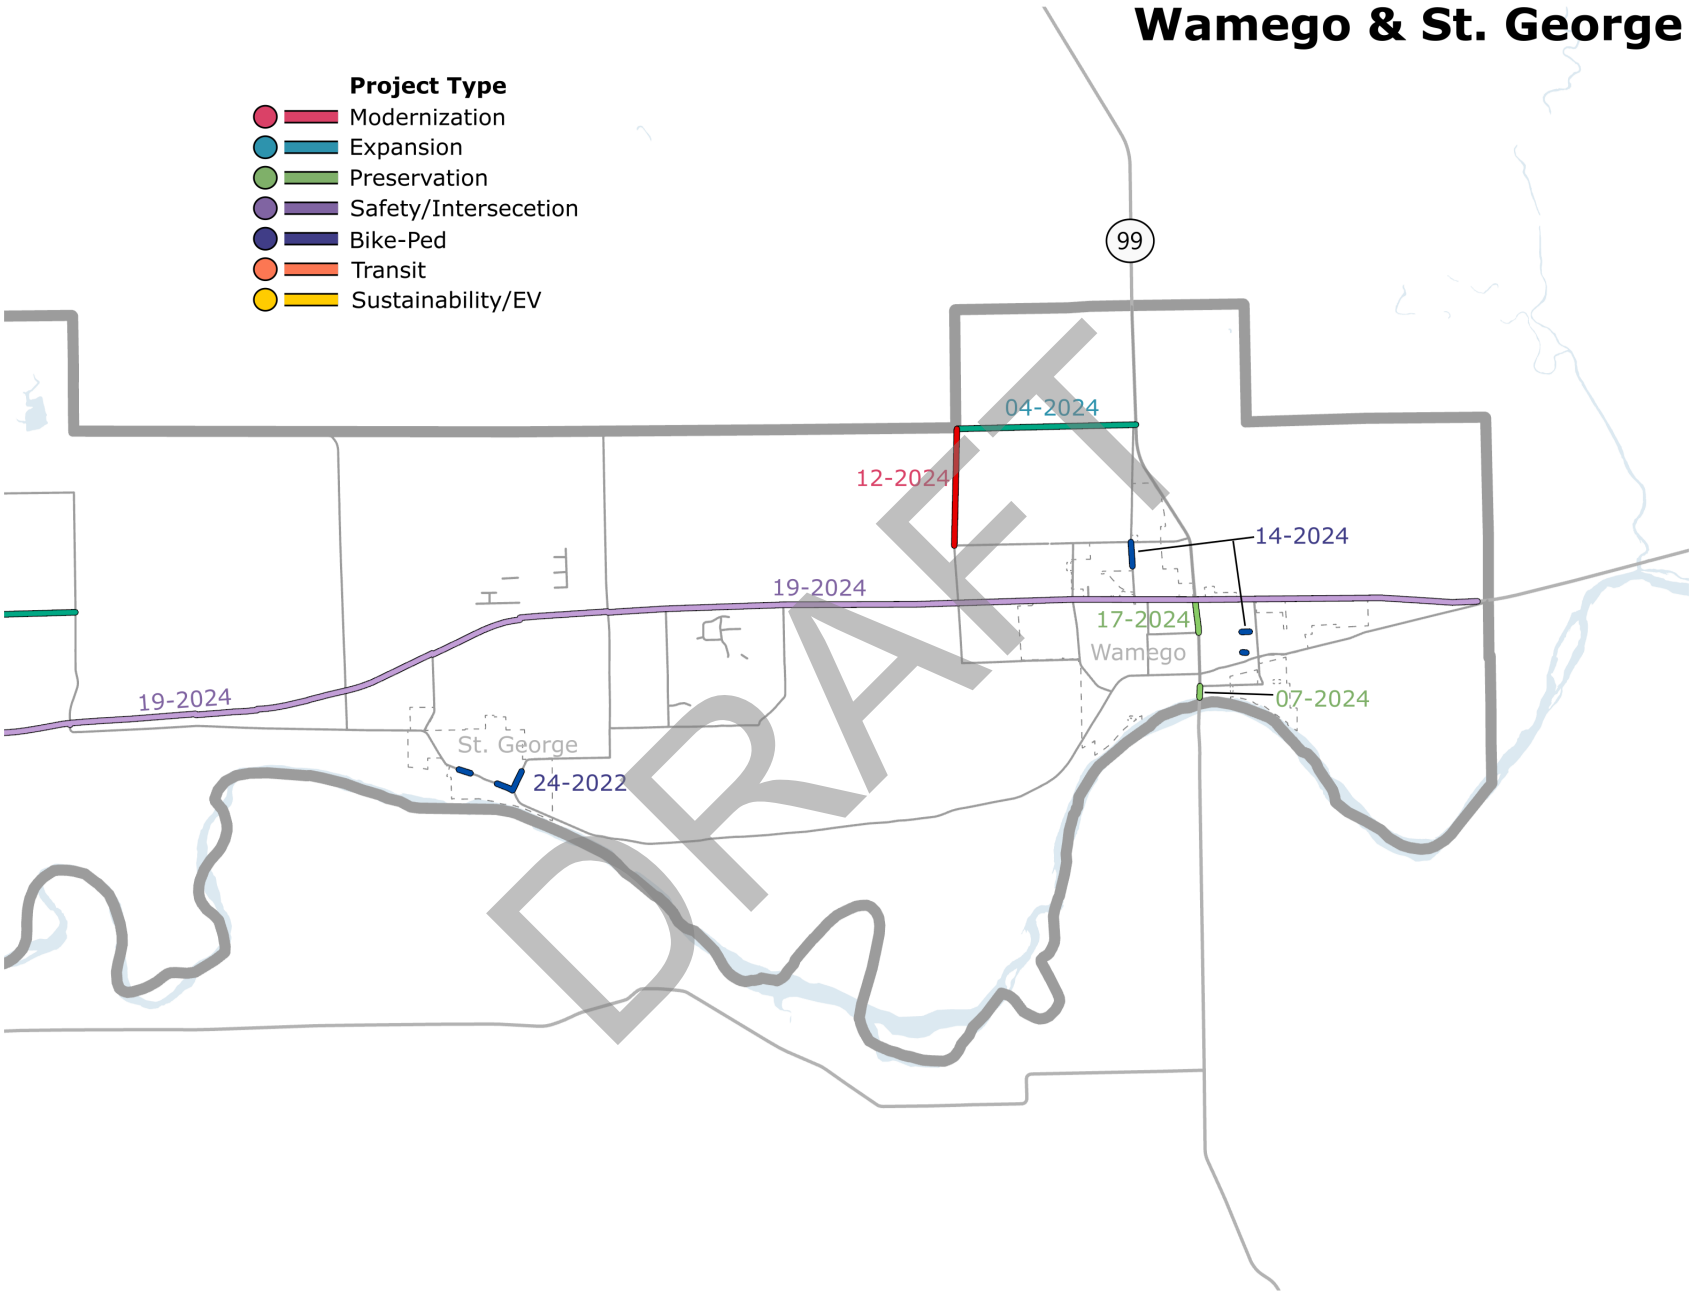 Wamego & St. George
Project Type
Modernization
Expansion
Preservation
Safety/Intersecetion
Bike-Ped
Transit
Sustainability/EV
99
04-2024
12-2024
14-2024
19-2024
17-2024
Wamego
19-2024
07-2024
St. George
24-2022
DRAFT